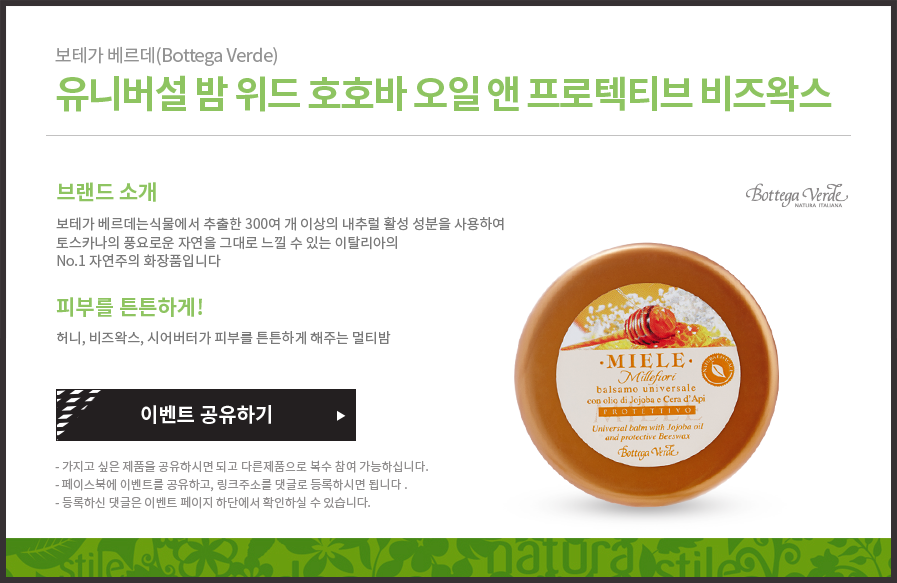 보테가 베르데(Bottega Verde)
유니버설 밤 위드 호호바 오일 앤 프로텍티브 비즈왁스
브랜드 소개
보테가 베르데는식물에서 추출한 300여 개 이상의 내추럴 활성 성분을 사용하여
토스카나의 풍요로운 자연을 그대로 느낄 수 있는 이탈리아의
No.1 자연주의 화장품입니다
Bottega Verde
NATURA ITALIANA
피부를 튼튼하게!
허니, 비즈왁스, 시어버터가 피부를 튼튼하게 해주는 멀티밤
·MIELE·
Millefiori
balsamo universale
con olio di Jojoba e Cera d'Api
PROTETTIVO
Universal balm with Jojoba oil
and protective Beeswax
Bottega Verde
이벤트 공유하기
- 가지고 싶은 제품을 공유하시면 되고 다른제품으로 복수 참여 가능하십니다.
- 페이스북에 이벤트를 공유하고, 링크주소를 댓글로 등록하시면 됩니다 .
- 등록하신 댓글은 이벤트 페이지 하단에서 확인하실 수 있습니다.
stile natura stile